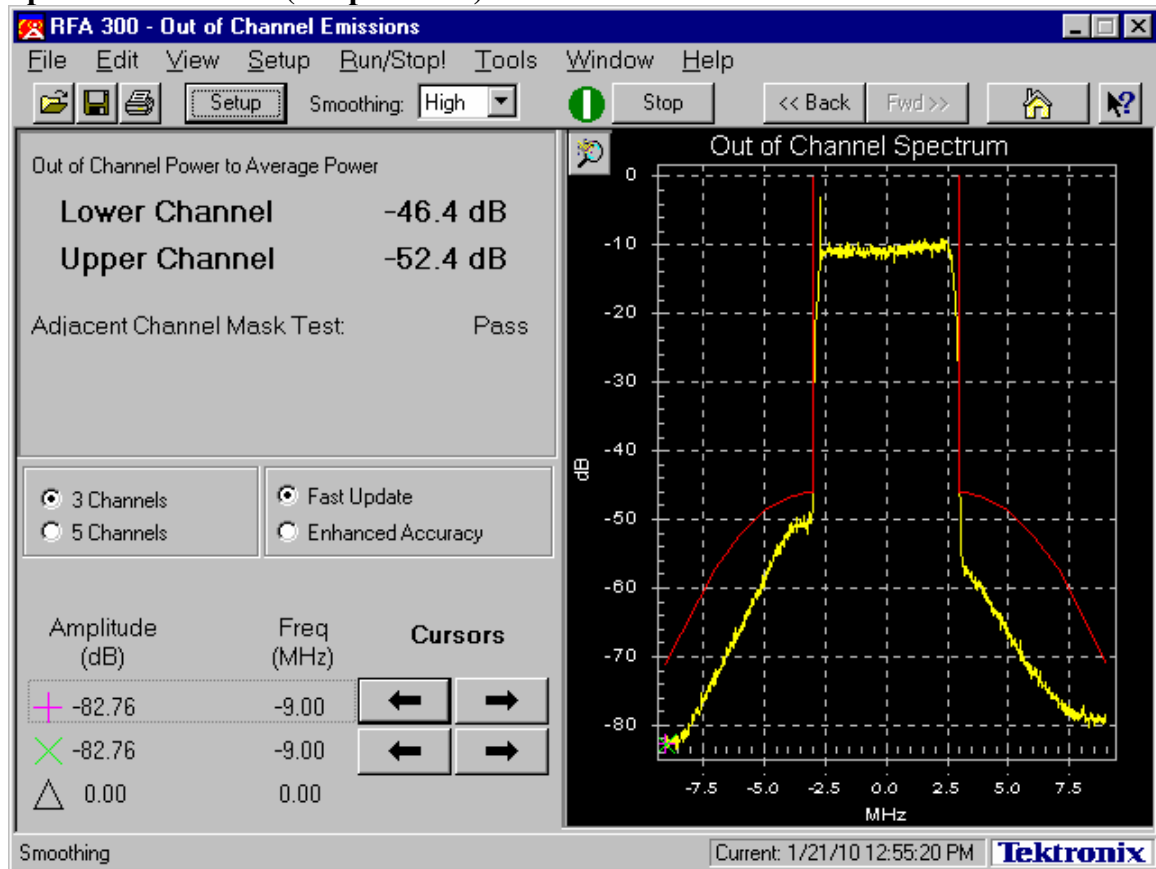 RFA 300 - Out of Channel Emissions
File Edit View Setup Run/Stop! Tools Window Help
Setup Smoothing: High Stop << Back Fwd >>
Out of Channel Power to Average Power
Lower Channel -46.4 dB
Upper Channel -52.4 dB
Adjacent Channel Mask Test: Pass
3 Channels
5 Channels
Fast Update
Enhanced Accuracy
Amplitude (dB) Freq (MHz) Cursors
-82.76 -9.00
-82.76 -9.00
0.00 0.00
Out of Channel Spectrum
0
-10
-20
-30
-40
dB
-50
-60
-70
-80
-7.5 -5.0 -2.5 0.0 2.5 5.0 7.5
MHz
Smoothing Current: 1/21/10 12:55:20 PM Tektronix